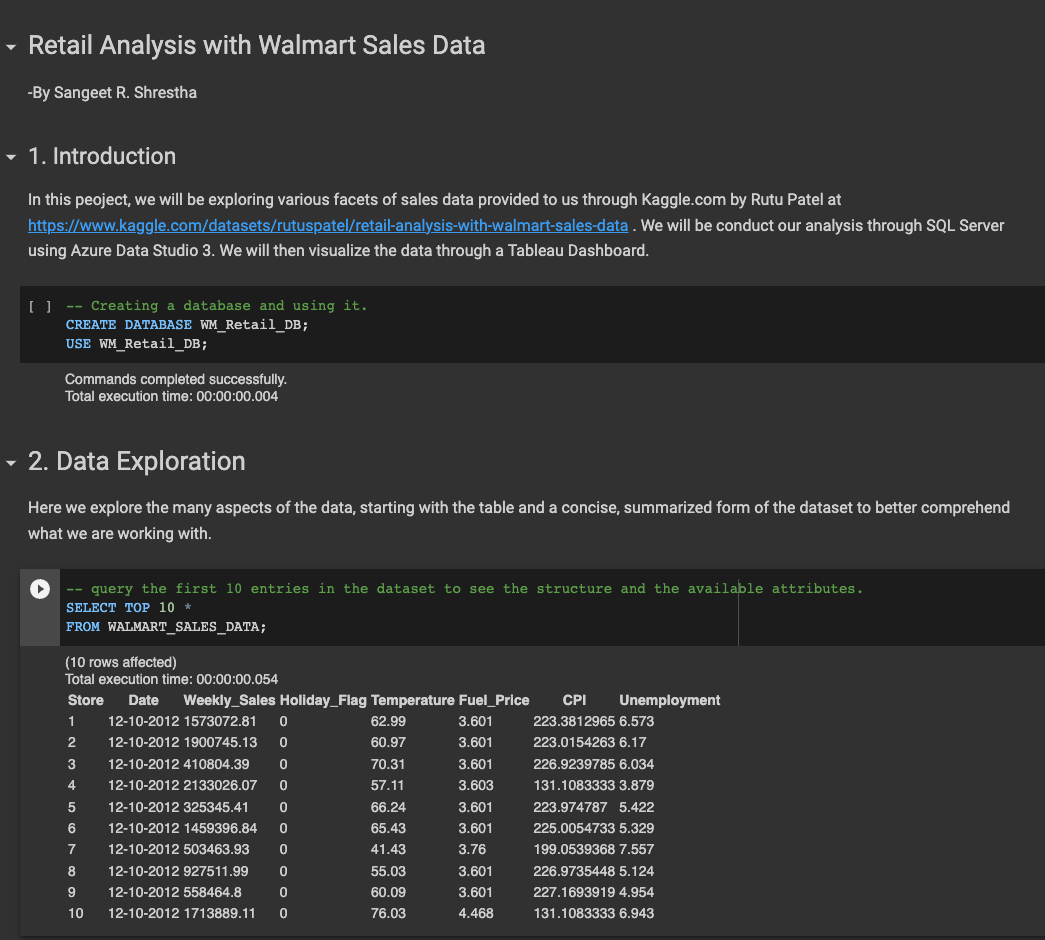 Retail Analysis with Walmart Sales Data
-By Sangeet R. Shrestha
1. Introduction
In this peoject, we will be exploring various facets of sales data provided to us through Kaggle.com by Rutu Patel at
https://www.kaggle.com/datasets/rutuspatel/retail-analysis-with-walmart-sales-data . We will be conduct our analysis through SQL Server
using Azure Data Studio 3. We will then visualize the data through a Tableau Dashboard.
[ ] -- Creating a database and using it.
CREATE DATABASE WM_Retail_DB;
USE WM_Retail_DB;
Commands completed successfully.
Total execution time: 00:00:00.004
2. Data Exploration
Here we explore the many aspects of the data, starting with the table and a concise, summarized form of the dataset to better comprehend
what we are working with.
-- query the first 10 entries in the dataset to see the structure and the available attributes.
SELECT TOP 10 *
FROM WALMART_SALES_DATA;
(10 rows affected)
Total execution time: 00:00:00.054
Store Date Weekly_Sales Holiday_Flag Temperature Fuel_Price CPI Unemployment
1 12-10-2012 1573072.81 0 62.99 3.601 223.3812965 6.573
2 12-10-2012 1900745.13 0 60.97 3.601 223.0154263 6.17
3 12-10-2012 410804.39 0 70.31 3.601 226.9239785 6.034
4 12-10-2012 2133026.07 0 57.11 3.603 131.1083333 3.879
5 12-10-2012 325345.41 0 66.24 3.601 223.974787 5.422
6 12-10-2012 1459396.84 0 65.43 3.601 225.0054733 5.329
7 12-10-2012 503463.93 0 41.43 3.76 199.0539368 7.557
8 12-10-2012 927511.99 0 55.03 3.601 226.9735448 5.124
9 12-10-2012 558464.8 0 60.09 3.601 227.1693919 4.954
10 12-10-2012 1713889.11 0 76.03 4.468 131.1083333 6.943